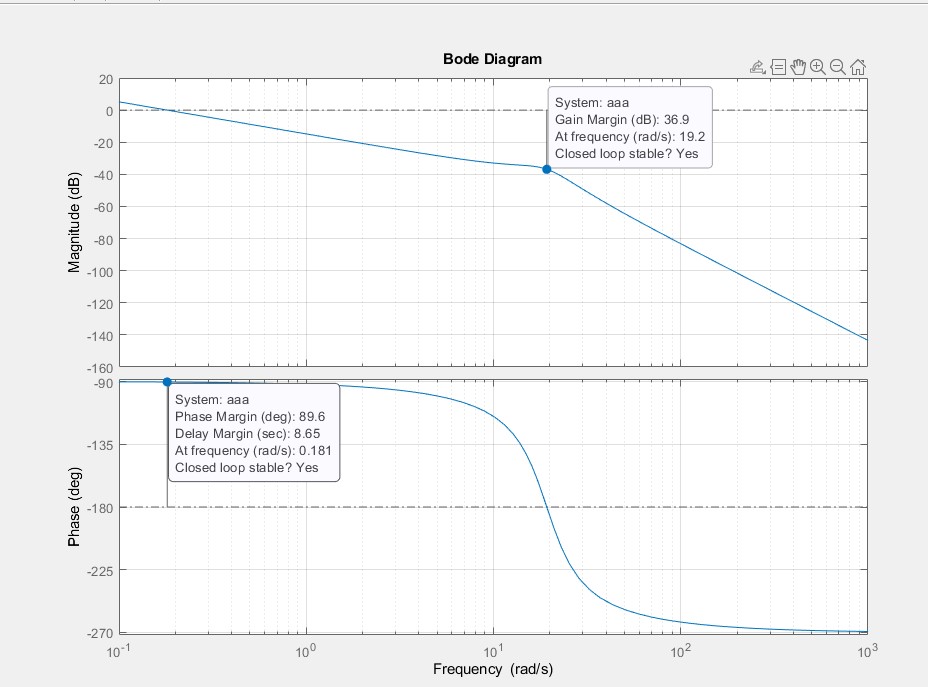 Bode Diagram
System: aaa
Gain Margin (dB): 36.9
At frequency (rad/s): 19.2
Closed loop stable? Yes
Magnitude (dB)
20
0
-20
-40
-60
-80
-100
-120
-140
-160
System: aaa
Phase Margin (deg): 89.6
Delay Margin (sec): 8.65
At frequency (rad/s): 0.181
Closed loop stable? Yes
Phase (deg)
-90
-135
-180
-225
-270
10^-1 10^0 10^1 10^2 10^3
Frequency (rad/s)